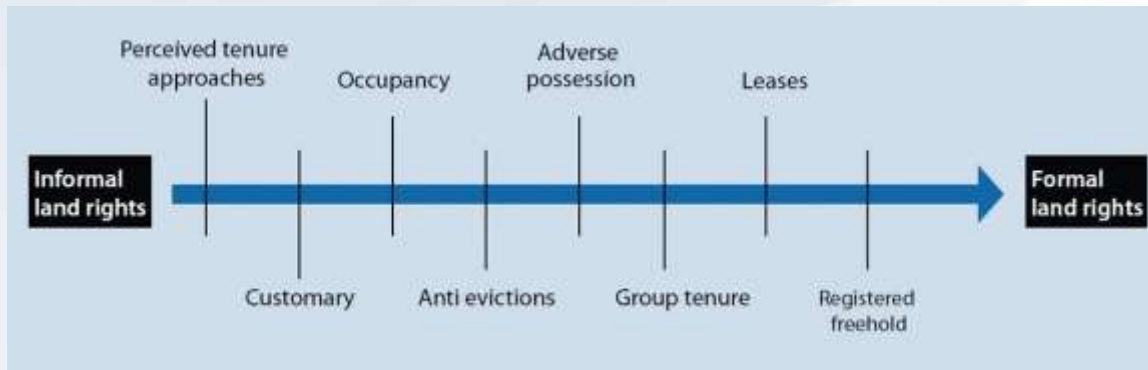 Perceived tenure
approaches
Occupancy
Adverse
possession
Leases
Informal
land rights
Formal
land rights
Customary
Anti evictions
Group tenure
Registered
freehold